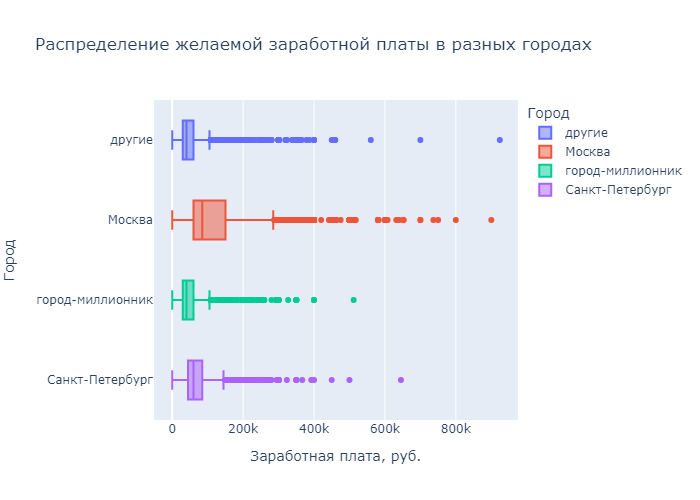 Распределение желаемой заработной платы в разных городах
Город
другие
Москва
город-миллионник
Санкт-Петербург
Город
другие
Москва
город-миллионник
Санкт-Петербург
0
200k
400k
600k
800k
Заработная плата, руб.